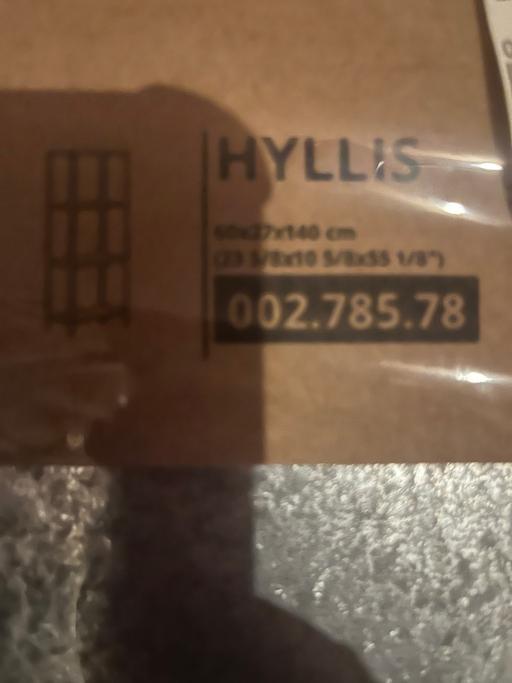 HYLLIS
60x27x140 cm
(23 5/8x10 5/8x55 1/8")
002.785.78